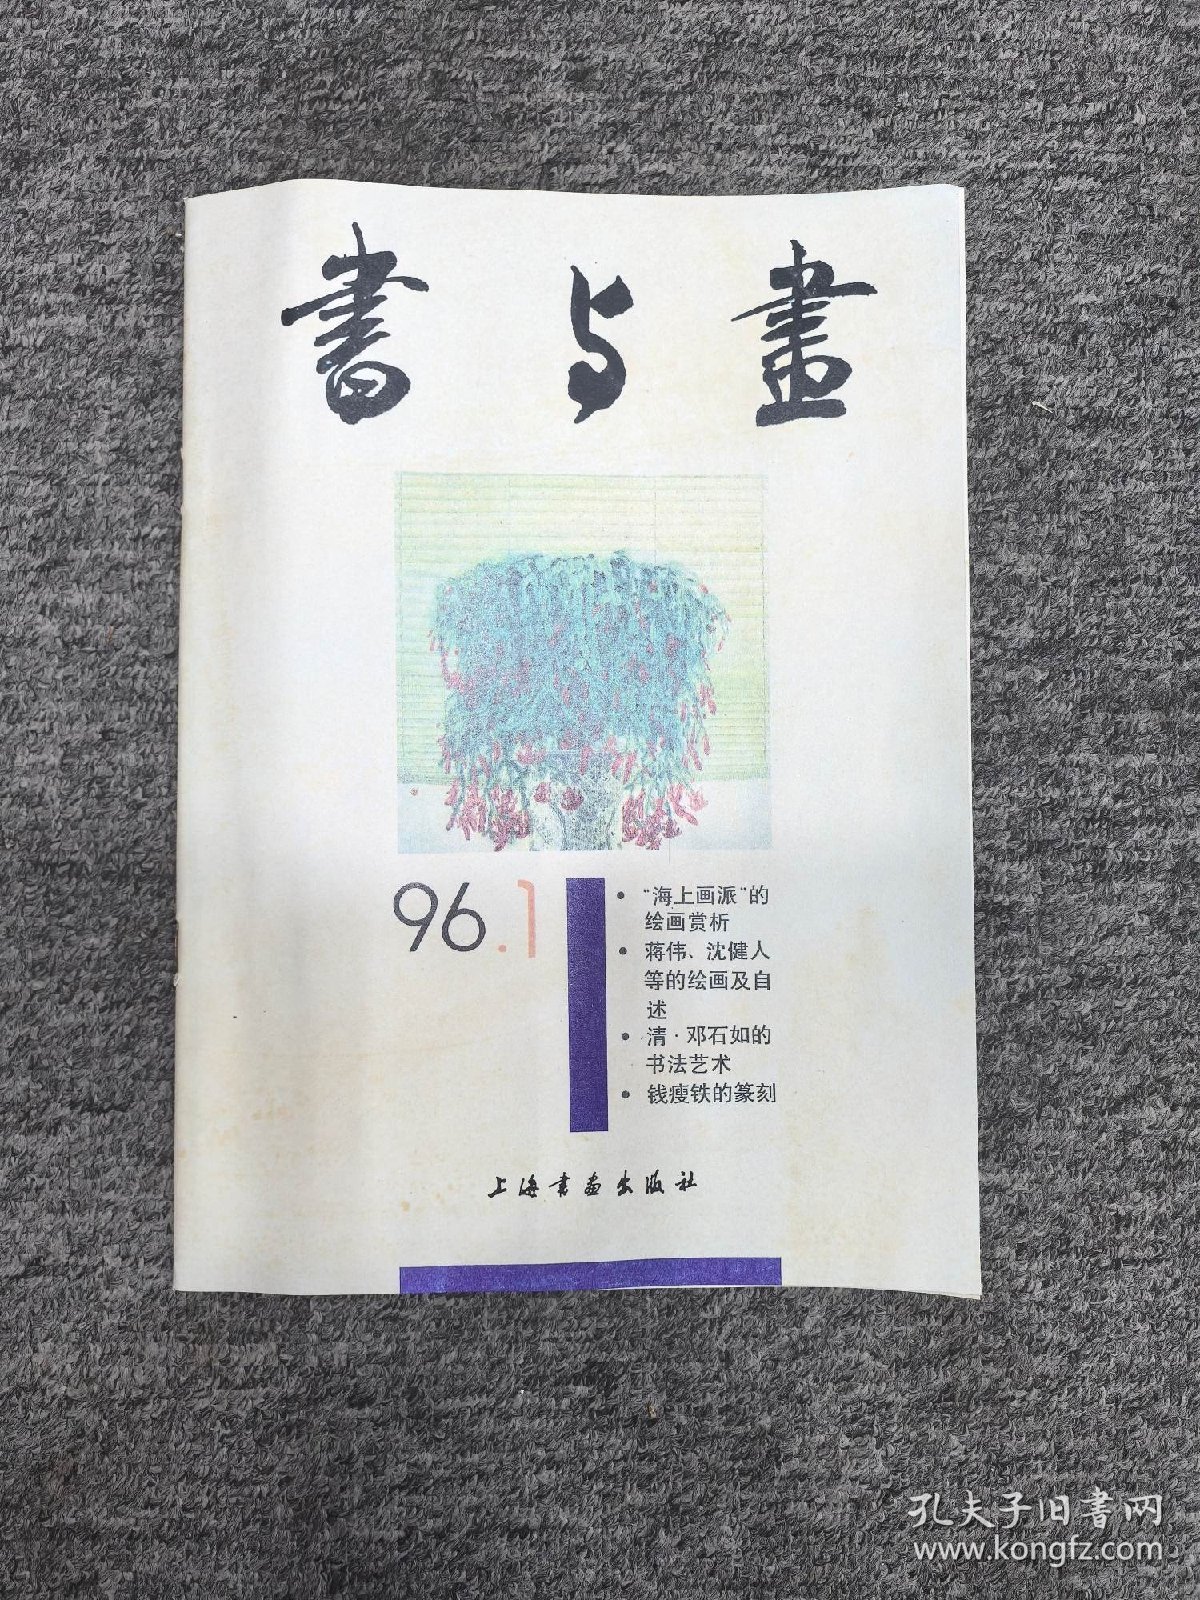 書与畫
96.1
• “海上画派”的
绘画赏析
• 蒋伟、沈健人
等的绘画及自
述
• 清·邓石如的
书法艺术
• 钱瘦铁的篆刻
上海书画出版社
孔夫子旧書网
www.kongfz.com